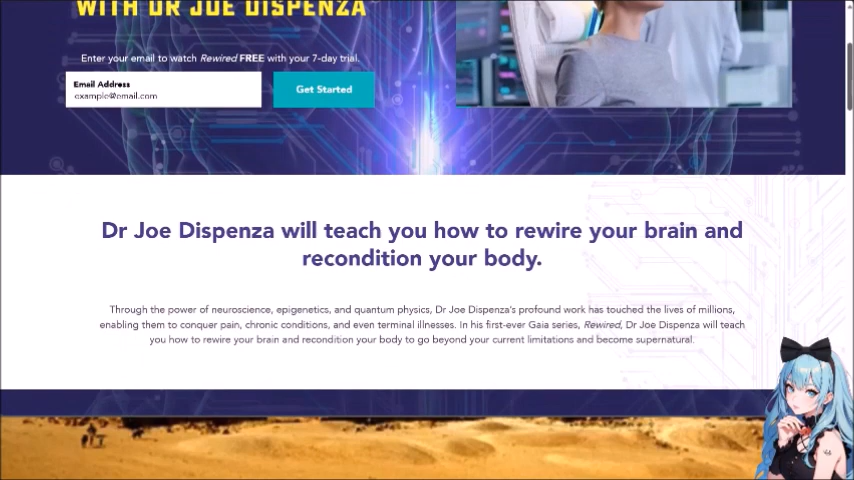 WITH DR JOE DISPENZA
Enter your email to watch Rewired FREE with your 7-day trial.
Email Address
example@email.com
Get Started
Dr Joe Dispenza will teach you how to rewire your brain and
recondition your body.
Through the power of neuroscience, epigenetics, and quantum physics, Dr Joe Dispenza's profound work has touched the lives of millions,
enabling them to conquer pain, chronic conditions, and even terminal illnesses. In his first-ever Gaia series, Rewired, Dr Joe Dispenza will teach
you how to rewire your brain and recondition your body to go beyond your current limitations and become supernatural.